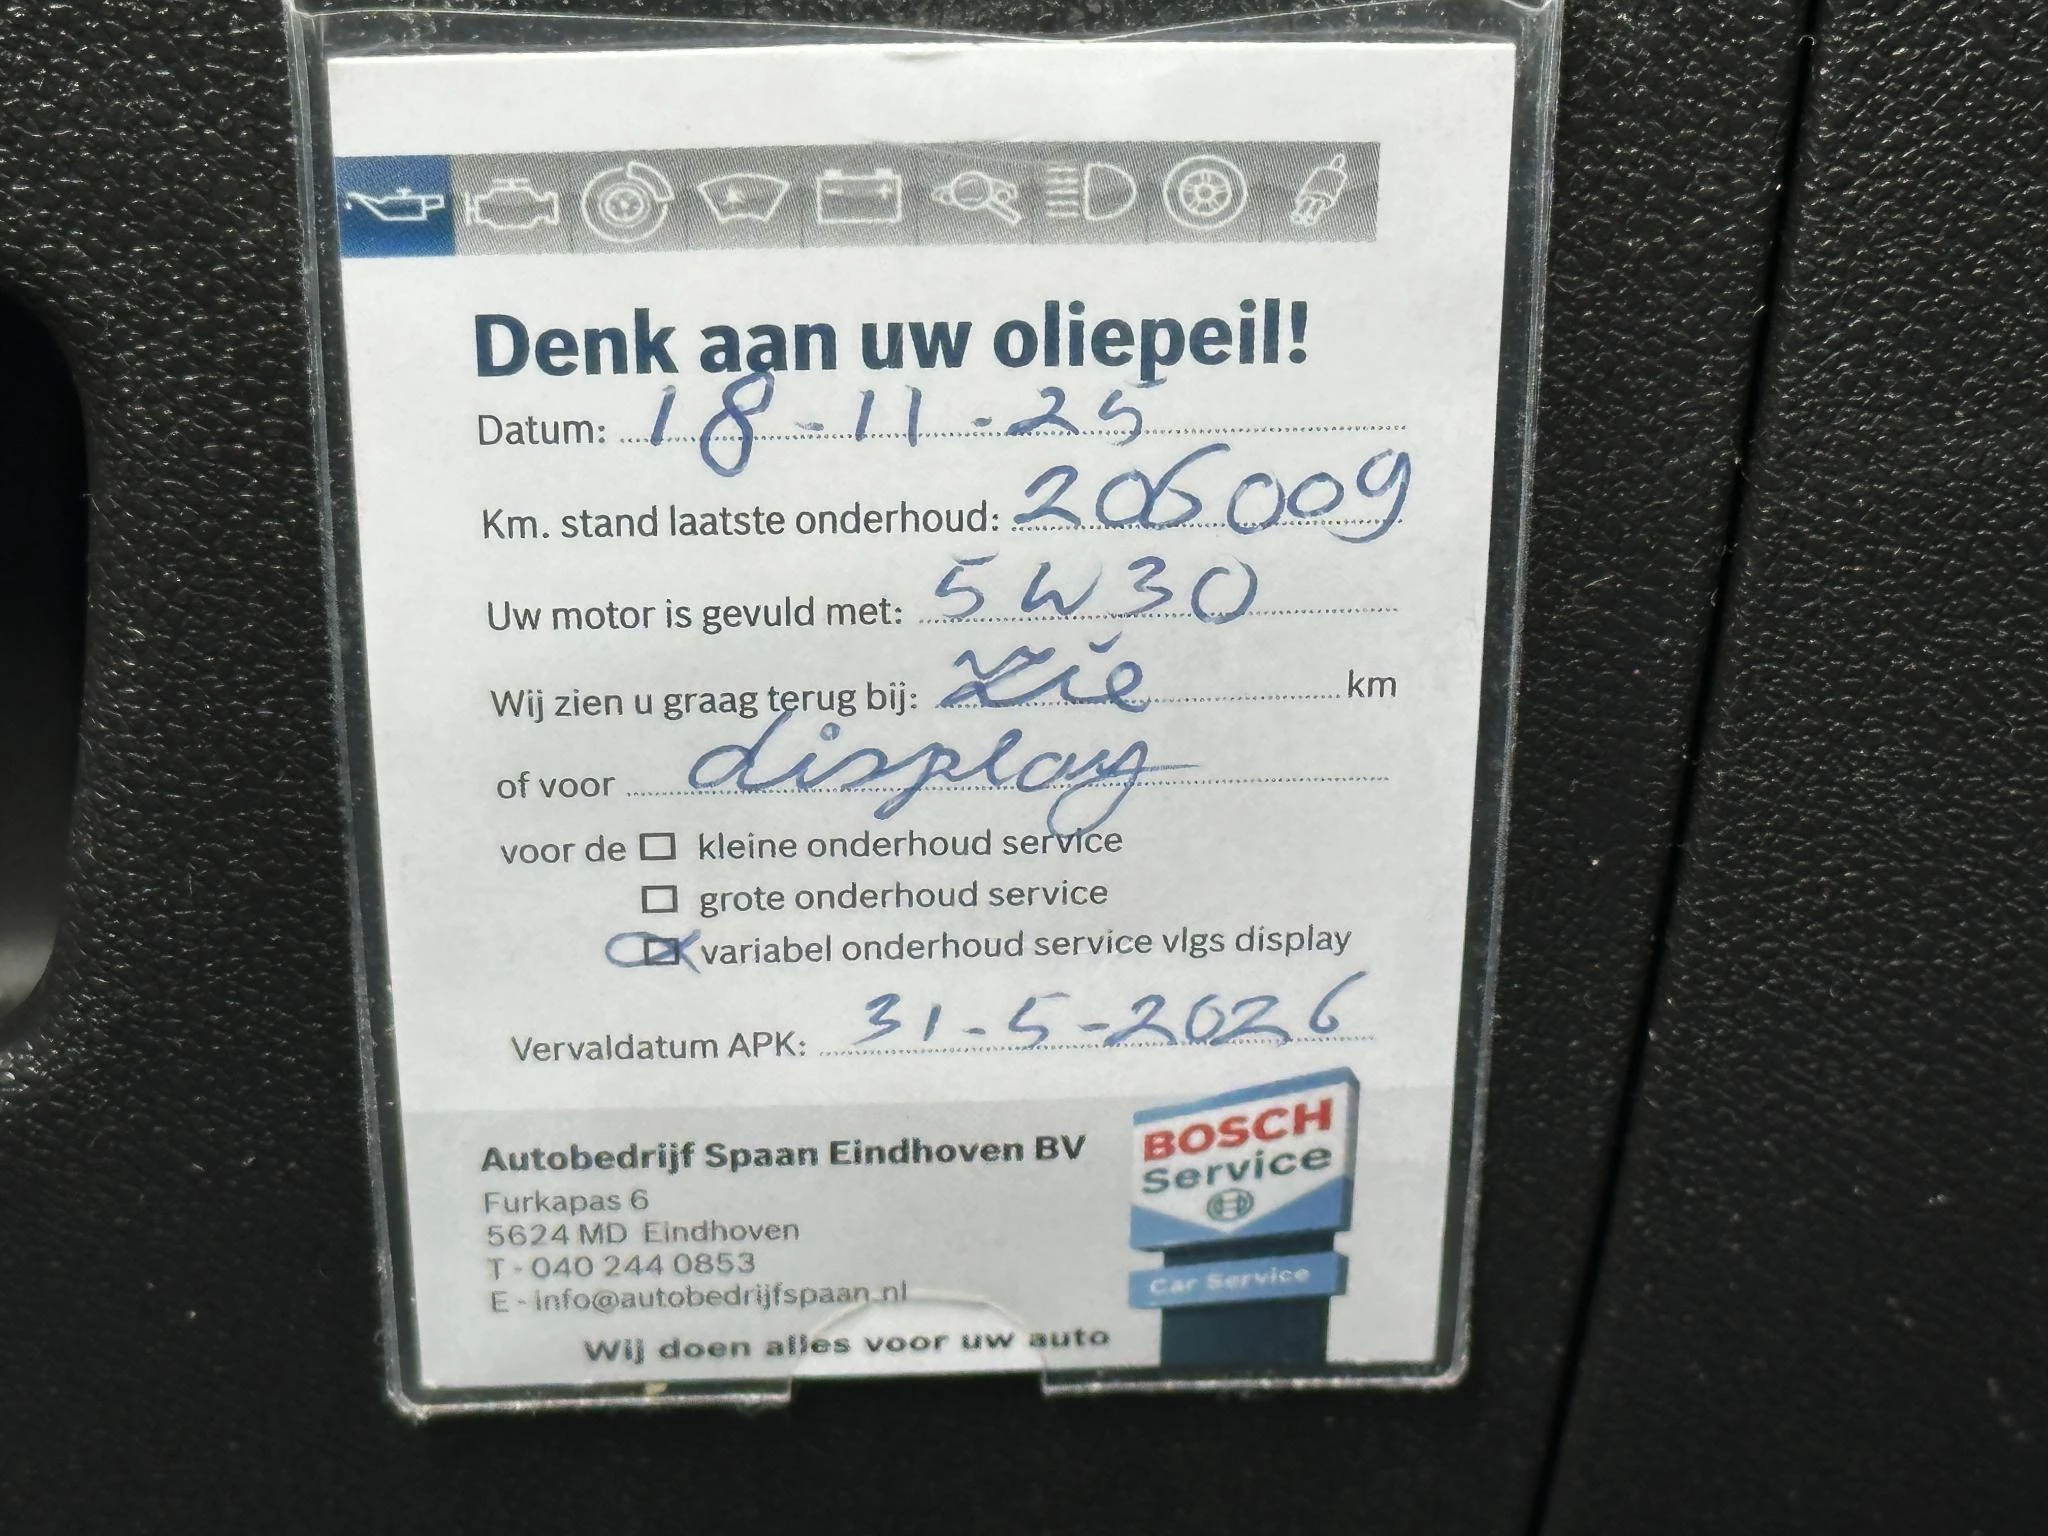 Denk aan uw oliepeil!
Datum: 18-11-25
Km. stand laatste onderhoud: 206009
Uw motor is gevuld met: 5W30
Wij zien u graag terug bij: zie km
of voor display
voor de kleine onderhoud service
grote onderhoud service
variabel onderhoud service vlgs display
Vervaldatum APK: 31-5-2026
Autobedrijf Spaan Eindhoven BV
Furkapas 6
5624 MD Eindhoven
T - 040 244 0853
E - info@autobedrijfspaan.nl
Wij doen alles voor uw auto
BOSCH
Service
Car Service